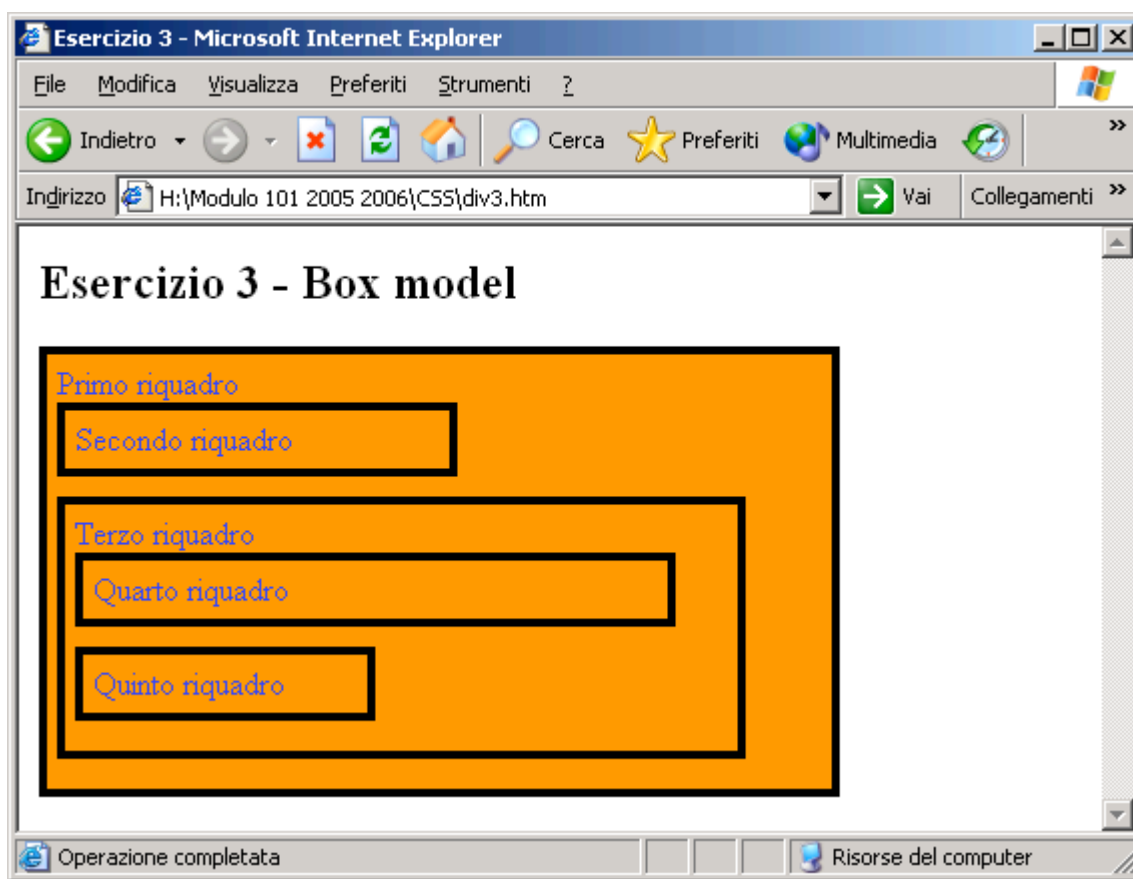 Esercizio 3 - Microsoft Internet Explorer
File Modifica Visualizza Preferiti Strumenti ?
Indietro Cerca Preferiti Multimedia »
Indirizzo H:\Modulo 101 2005 2006\CSS\div3.htm Vai Collegamenti »
Esercizio 3 - Box model
Primo riquadro
Secondo riquadro
Terzo riquadro
Quarto riquadro
Quinto riquadro
Operazione completata Risorse del computer